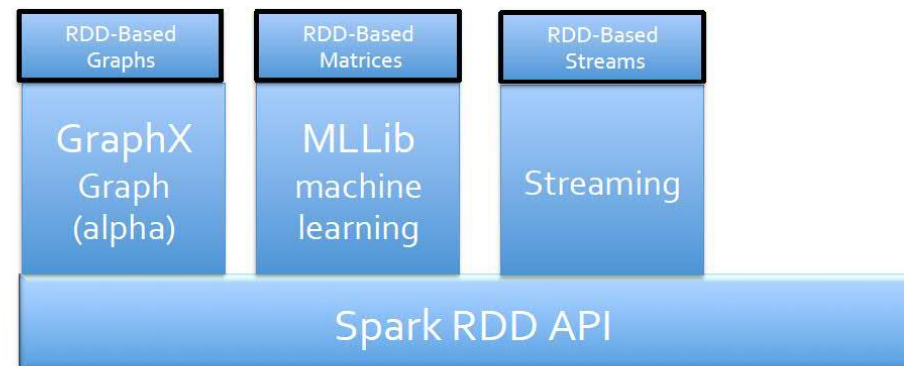 RDD-Based
Graphs
RDD-Based
Matrices
RDD-Based
Streams
GraphX
Graph
(alpha)
MLLib
machine
learning
Streaming
Spark RDD API